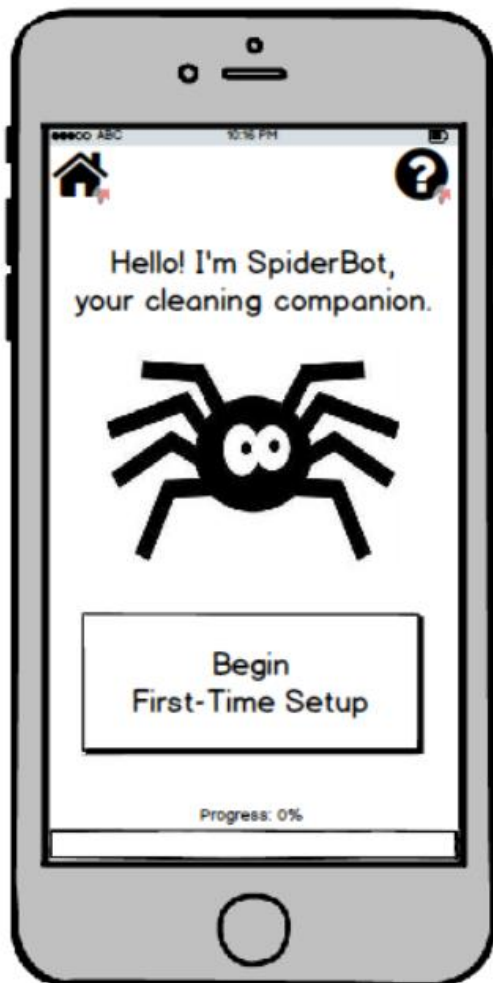 ABC 10:16 PM
?
Hello! I'm SpiderBot,
your cleaning companion.
Begin
First-Time Setup
Progress: 0%